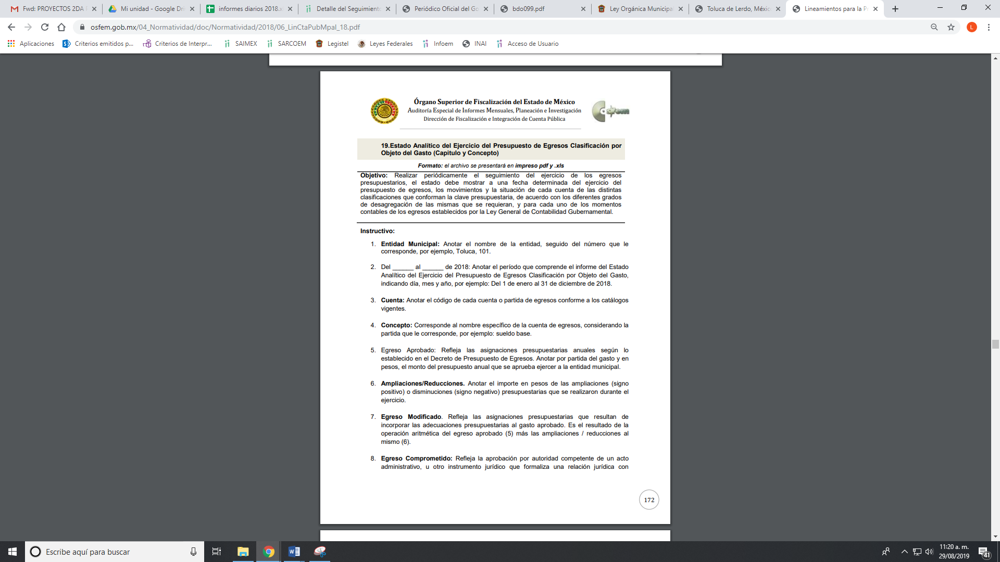 Fwd: PROYECTOS 2DA
Mi unidad - Google Dri
informes diarios 2018.x
Detalle del Seguimiento
Periódico Oficial del Go
bdo099.pdf
Ley Orgánica Municipal
Toluca de Lerdo, Méxic
Lineamientos para la P
osfem.gob.mx/04_Normatividad/doc/Normatividad/2018/06_LinCtaPubMpal_18.pdf
L
Aplicaciones
Criterios emitidos p...
Criterios de Interpr...
SAIMEX
SARCOEM
Legistel
Leyes Federales
Infoem
INAI
Acceso de Usuario
Órgano Superior de Fiscalización del Estado de México
Auditoría Especial de Informes Mensuales, Planeación e Investigación
Dirección de Fiscalización e Integración de Cuenta Pública
osfem
19.Estado Analítico del Ejercicio del Presupuesto de Egresos Clasificación por
Objeto del Gasto (Capitulo y Concepto)
Formato: el archivo se presentará en impreso pdf y .xls
Objetivo: Realizar periódicamente el seguimiento del ejercicio de los egresos
presupuestarios, el estado debe mostrar a una fecha determinada del ejercicio del
presupuesto de egresos, los movimientos y la situación de cada cuenta de las distintas
clasificaciones que conforman la clave presupuestaria, de acuerdo con los diferentes grados
de desagregación de las mismas que se requieran, y para cada uno de los momentos
contables de los egresos establecidos por la Ley General de Contabilidad Gubernamental.
Instructivo:
1. Entidad Municipal: Anotar el nombre de la entidad, seguido del número que le
corresponde, por ejemplo, Toluca, 101.
2. Del ______ al ______ de 2018: Anotar el período que comprende el informe del Estado
Analítico del Ejercicio del Presupuesto de Egresos Clasificación por Objeto del Gasto,
indicando día, mes y año, por ejemplo: Del 1 de enero al 31 de diciembre de 2018.
3. Cuenta: Anotar el código de cada cuenta o partida de egresos conforme a los catálogos
vigentes.
4. Concepto: Corresponde al nombre específico de la cuenta de egresos, considerando la
partida que le corresponde, por ejemplo: sueldo base.
5. Egreso Aprobado: Refleja las asignaciones presupuestarias anuales según lo
establecido en el Decreto de Presupuesto de Egresos. Anotar por partida del gasto y en
pesos, el monto del presupuesto anual que se aprueba ejercer a la entidad municipal.
6. Ampliaciones/Reducciones. Anotar el importe en pesos de las ampliaciones (signo
positivo) o disminuciones (signo negativo) presupuestarias que se realizaron durante el
ejercicio.
7. Egreso Modificado. Refleja las asignaciones presupuestarias que resultan de
incorporar las adecuaciones presupuestarias al gasto aprobado. Es el resultado de la
operación aritmética del egreso aprobado (5) más las ampliaciones / reducciones al
mismo (6).
8. Egreso Comprometido: Refleja la aprobación por autoridad competente de un acto
administrativo, u otro instrumento jurídico que formaliza una relación jurídica con
172
Escribe aquí para buscar
11:20 a. m.
29/08/2019
41